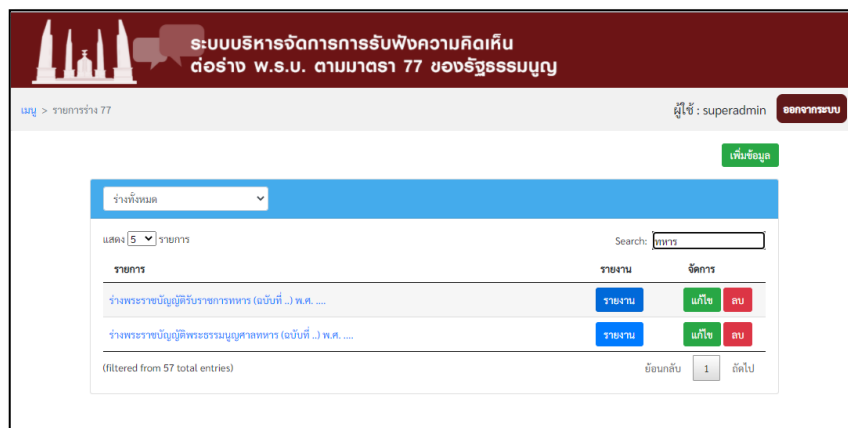 ระบบบริหารจัดการการรับฟังความคิดเห็น
ต่อร่าง พ.ร.บ. ตามมาตรา 77 ของรัฐธรรมนูญ
เมนู > รายการร่าง 77
ผู้ใช้ : superadmin
ออกจากระบบ
เพิ่มข้อมูล
ร่างทั้งหมด
แสดง 5 รายการ
Search: ทหาร
รายการ รายงาน จัดการ
ร่างพระราชบัญญัติรับราชการทหาร (ฉบับที่ ..) พ.ศ. .... รายงาน แก้ไข ลบ
ร่างพระราชบัญญัติพระธรรมนูญศาลทหาร (ฉบับที่ ..) พ.ศ. .... รายงาน แก้ไข ลบ
(filtered from 57 total entries)
ย้อนกลับ 1 ถัดไป